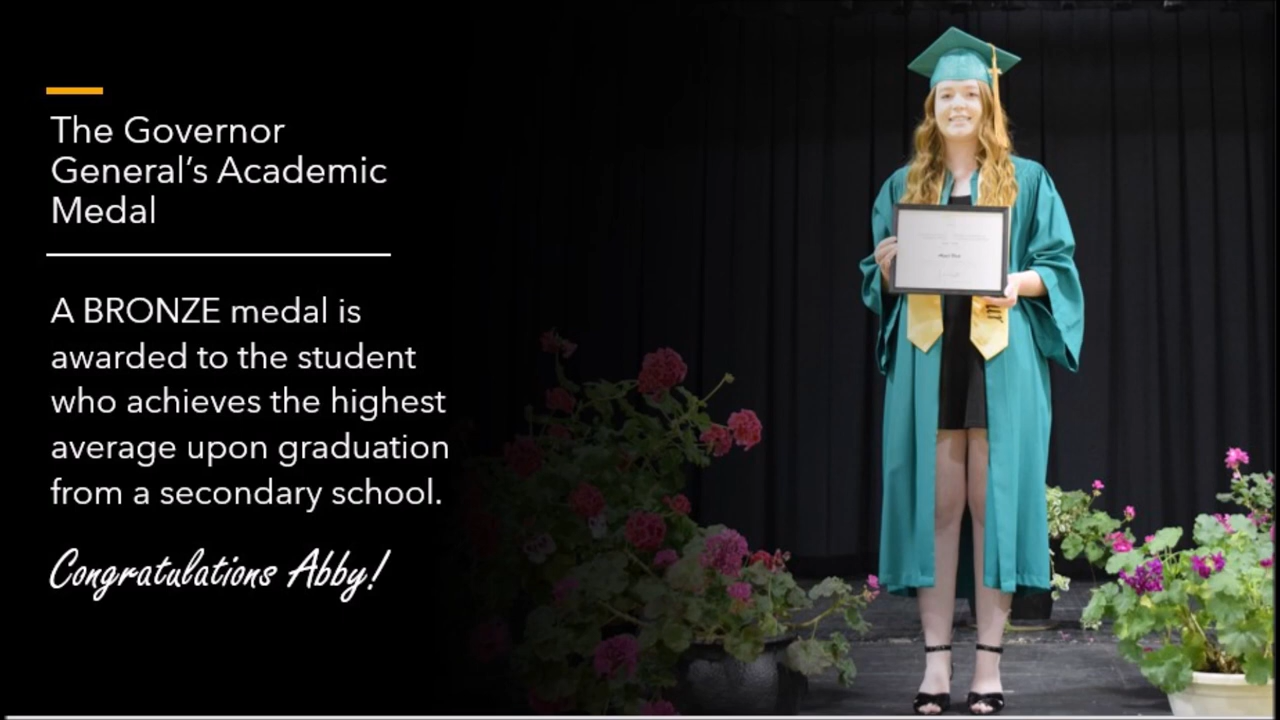 The Governor
General's Academic
Medal
A BRONZE medal is
awarded to the student
who achieves the highest
average upon graduation
from a secondary school.
Congratulations Abby!